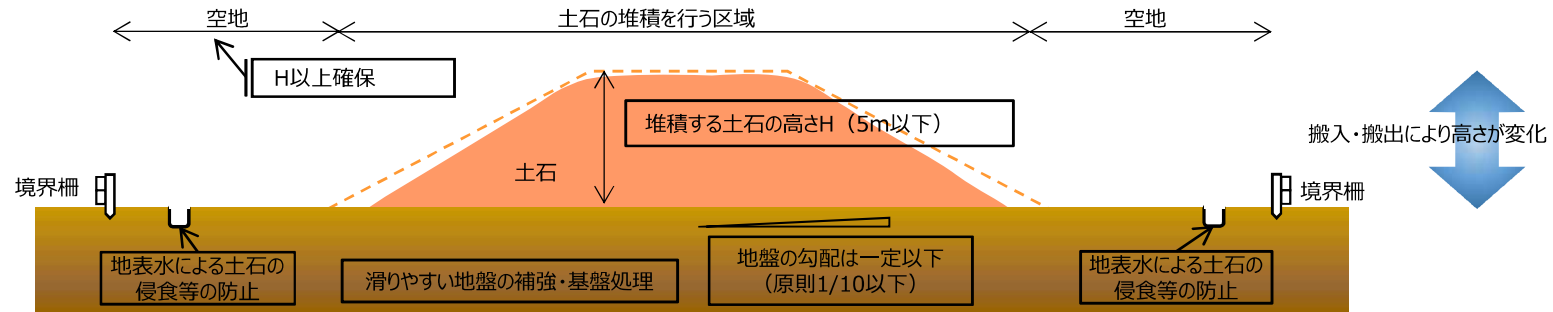 空地
土石の堆積を行う区域
空地
H以上確保
堆積する土石の高さH（5m以下）
搬入・搬出により高さが変化
土石
境界柵
境界柵
地表水による土石の
侵食等の防止
滑りやすい地盤の補強・基盤処理
地盤の勾配は一定以下
（原則1/10以下）
地表水による土石の
侵食等の防止